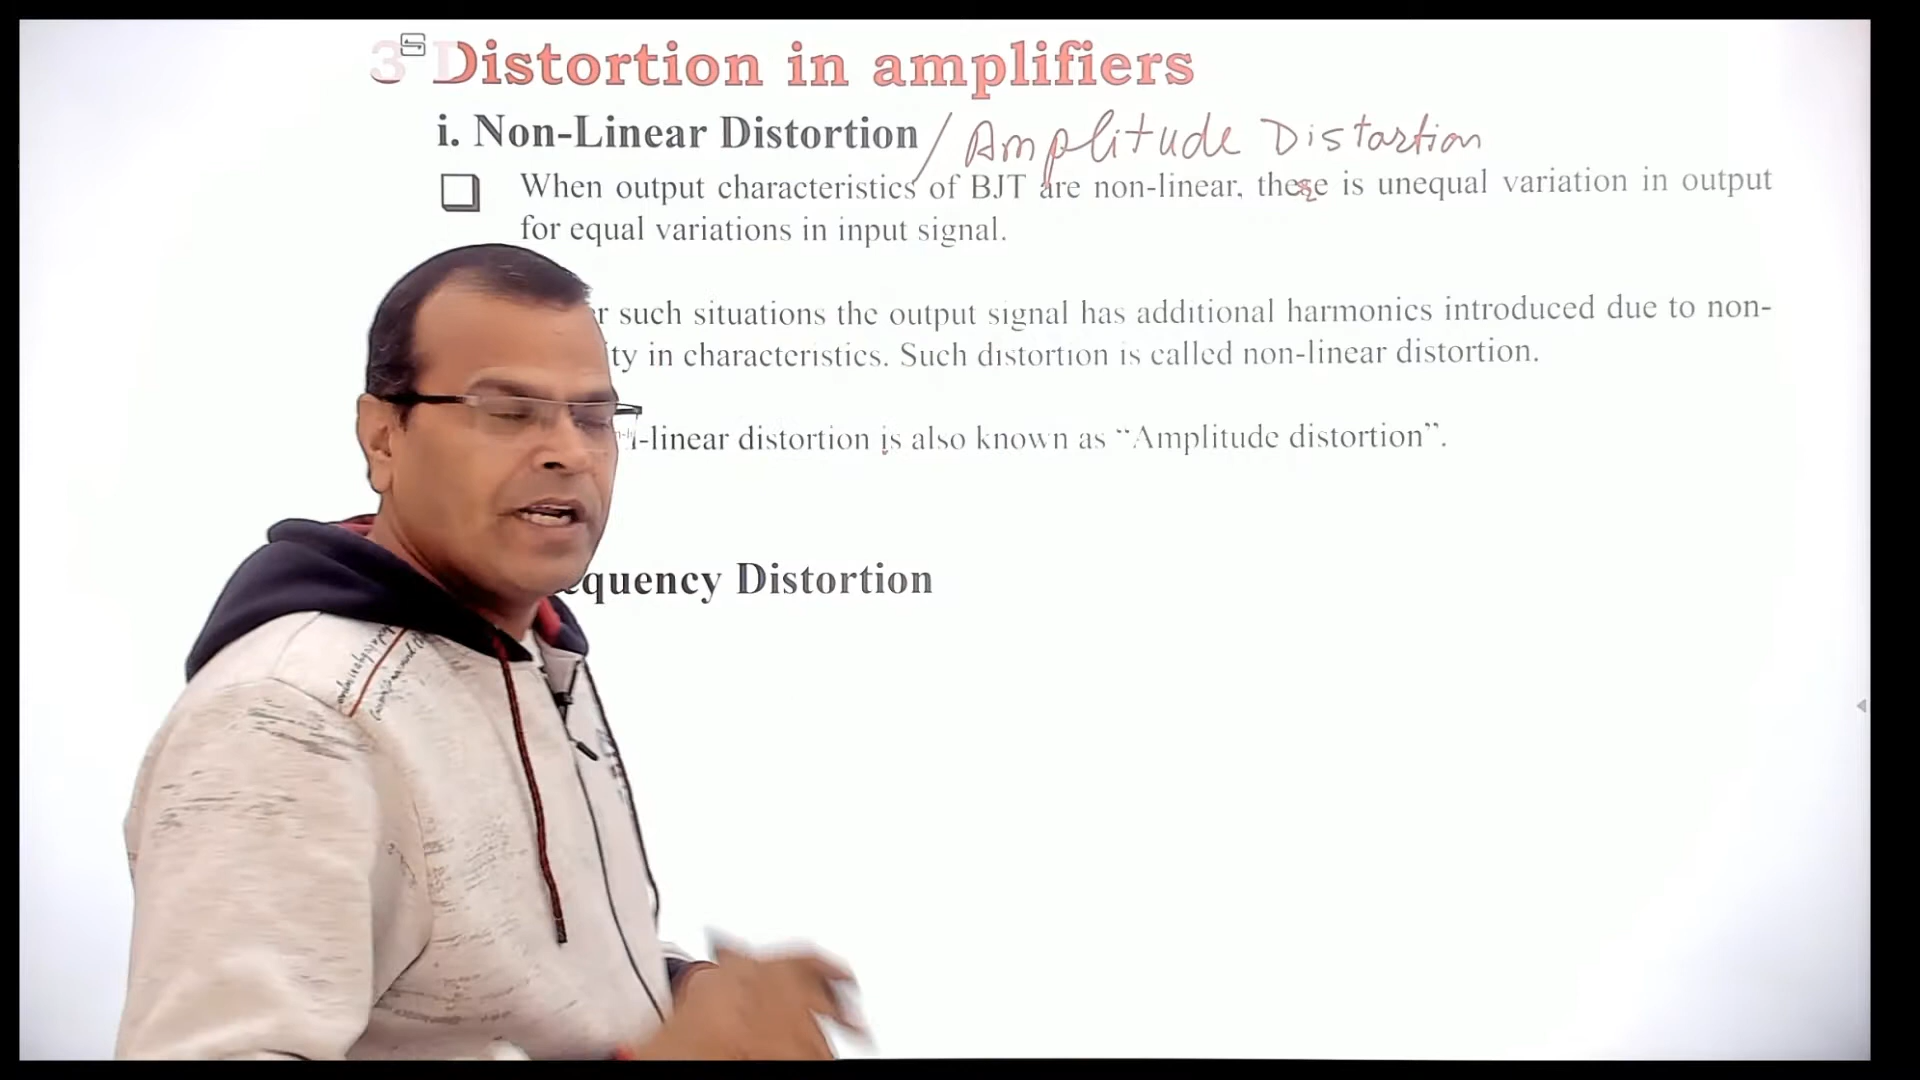 3 Distortion in amplifiers
i. Non-Linear Distortion / Amplitude Distortion
When output characteristics of BJT are non-linear, there is unequal variation in output
for equal variations in input signal.
such situations the output signal has additional harmonics introduced due to non-
in characteristics. Such distortion is called non-linear distortion.
-linear distortion is also known as “Amplitude distortion”.
quency Distortion